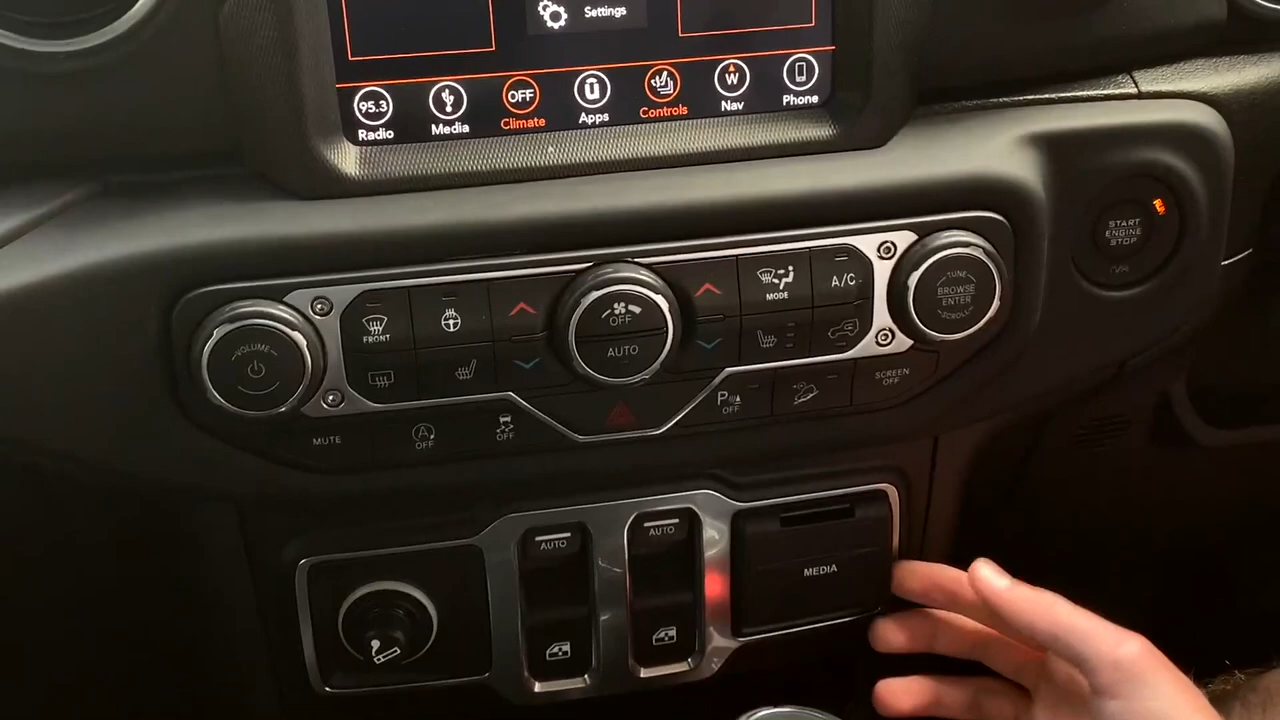 Settings
95.3
Radio
Media
OFF
Climate
Apps
Controls
W
Nav
Phone
START
ENGINE
STOP
RUN
VOLUME
FRONT
OFF
AUTO
MODE
A/C
TUNE
BROWSE
ENTER
SCROLL
MUTE
A
OFF
OFF
P
OFF
SCREEN
OFF
AUTO
AUTO
MEDIA